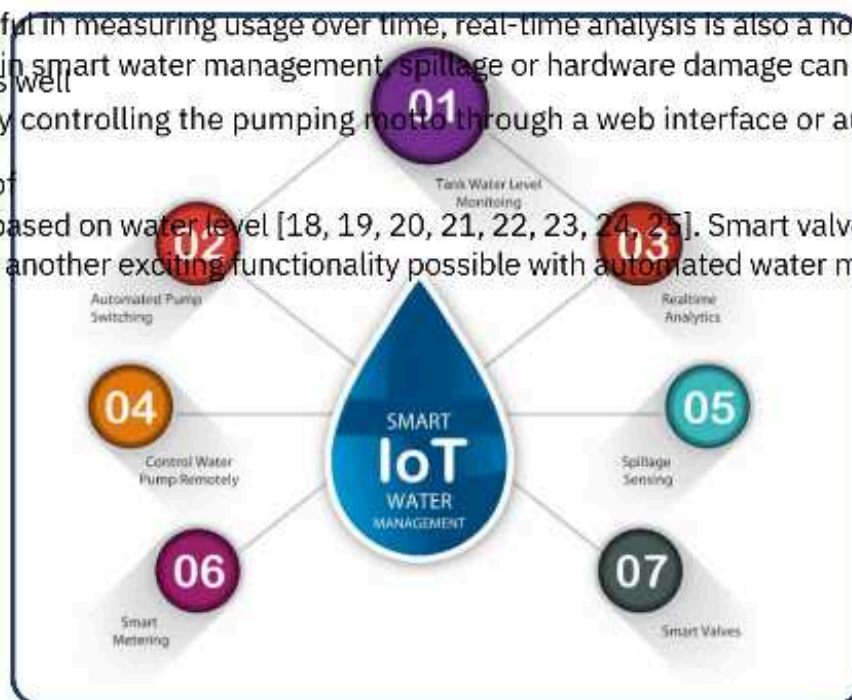 ful in measuring usage over time, real-time analysis is also a no
in smart water management, spillage or hardware damage can
s well
y controlling the pumping motto through a web interface or au
of
based on water level [18, 19, 20, 21, 22, 23, 24, 25]. Smart valv
another exciting functionality possible with automated water m
01
Tank Water Level
Monitoing
02
Automated Pump
Switching
03
Realtime
Analytics
04
Control Water
Pump Remotely
SMART
IoT
WATER
MANAGEMENT
05
Spillage
Sensing
06
Smart
Metering
07
Smart Valves